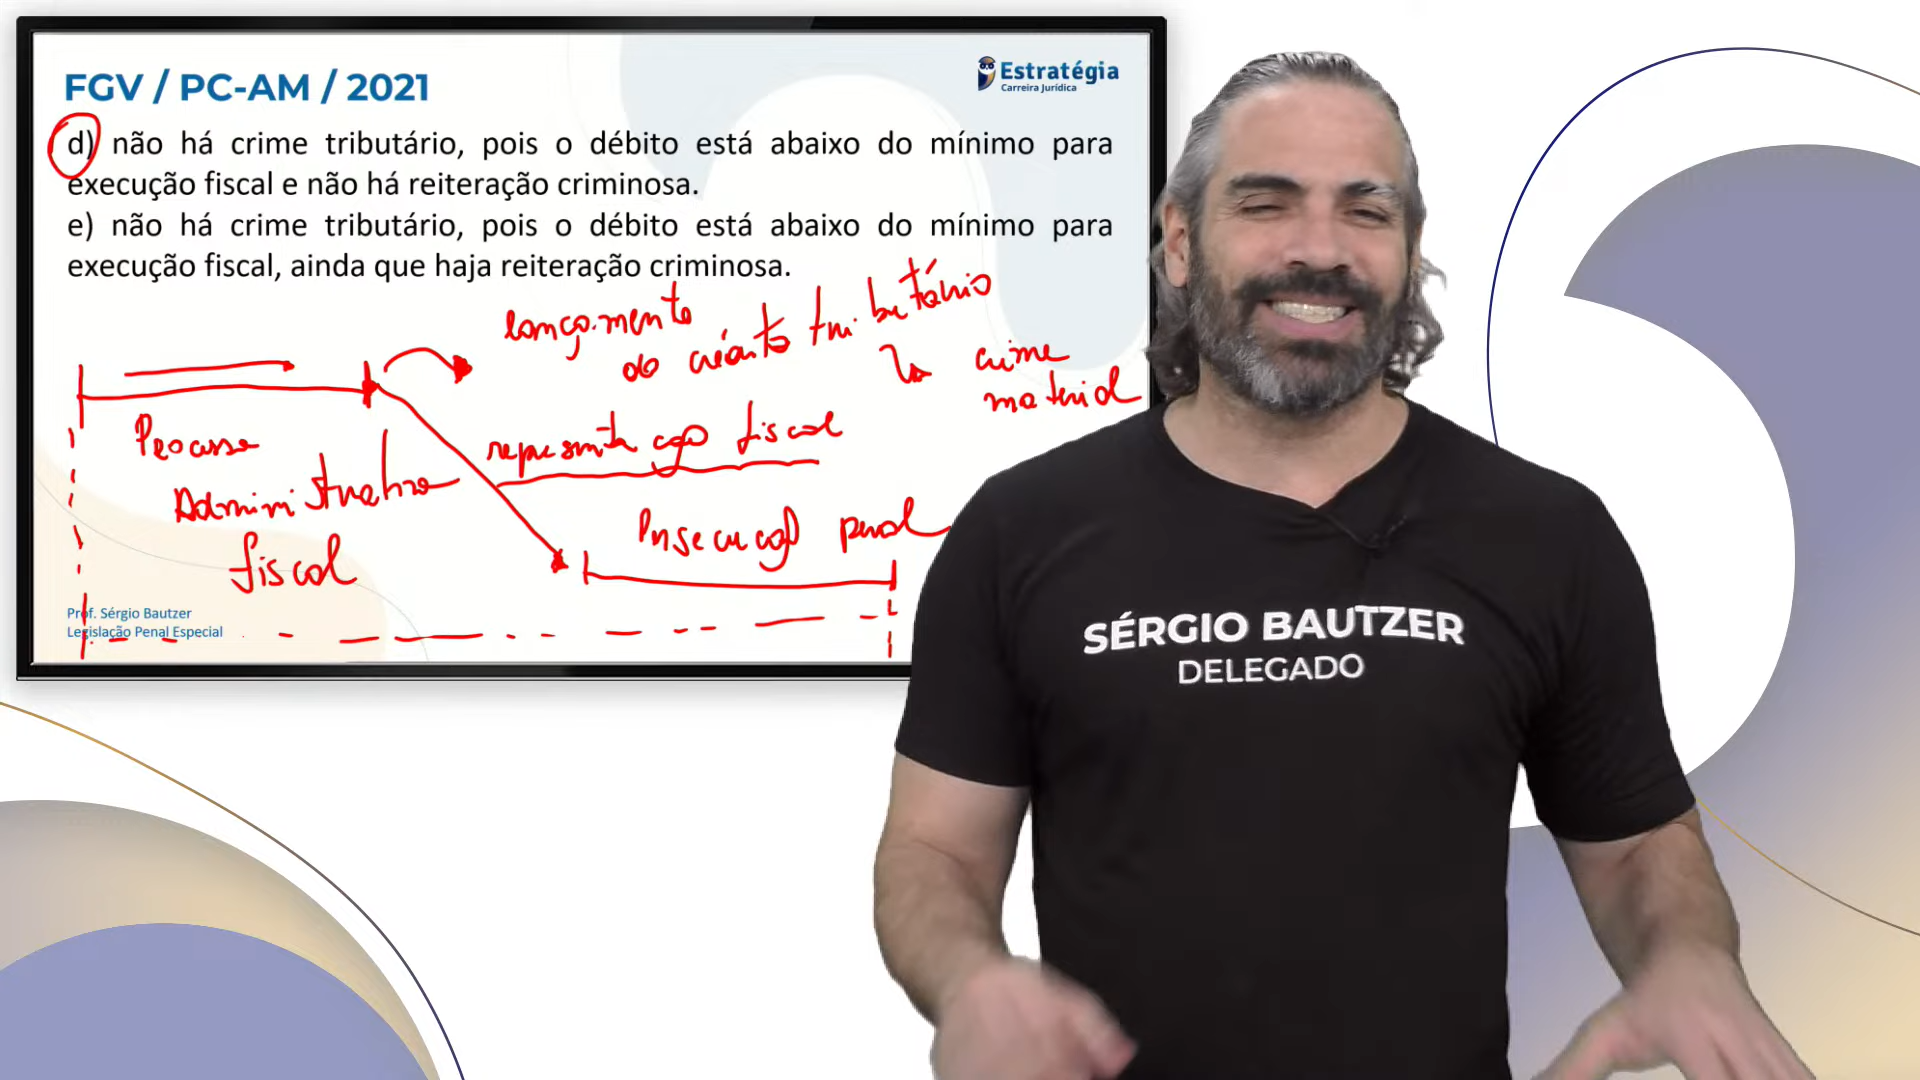 FGV / PC-AM / 2021
Estratégia
Carreira Jurídica
d) não há crime tributário, pois o débito está abaixo do mínimo para
execução fiscal e não há reiteração criminosa.
e) não há crime tributário, pois o débito está abaixo do mínimo para
execução fiscal, ainda que haja reiteração criminosa.
lançamento
do crédito tributário
crime
material
Processo
Administrativo
fiscal
representação fiscal
Persecução penal
Prof. Sérgio Bautzer
Legislação Penal Especial
SÉRGIO BAUTZER
DELEGADO